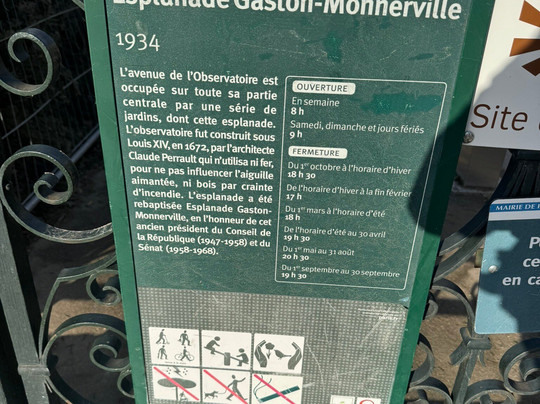 Esplanade Gaston-Monnerville
1934
L'avenue de l'Observatoire est
occupée sur toute sa partie
centrale par une série de
jardins, dont cette esplanade.
L'observatoire fut construit sous
Louis XIV, en 1672, par l'architecte
Claude Perrault qui n'utilisa ni fer,
pour ne pas influencer l'aiguille
aimantée, ni bois par crainte
d'incendie. L'esplanade a été
rebaptisée Esplanade Gaston-
Monnerville, en l'honneur de cet
ancien président du Conseil de
la République (1947-1958) et du
Sénat (1958-1968).
OUVERTURE
En semaine
8 h
Samedi, dimanche et jours fériés
9 h
FERMETURE
Du 1er octobre à l'horaire d'hiver
18 h 30
De l'horaire d'hiver à la fin février
17 h
Du 1er mars à l'horaire d'été
18 h
De l'horaire d'été au 30 avril
19 h 30
Du 1er mai au 31 août
20 h 30
Du 1er septembre au 30 septembre
19 h 30
Site
MAIRIE DE
P
ce
en ca